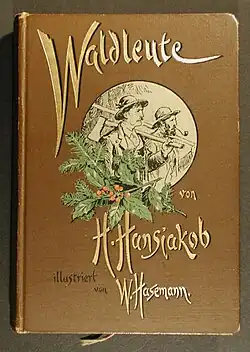 Waldleute
von
H. Hansjakob
illustriert
von
W. Hasemann.